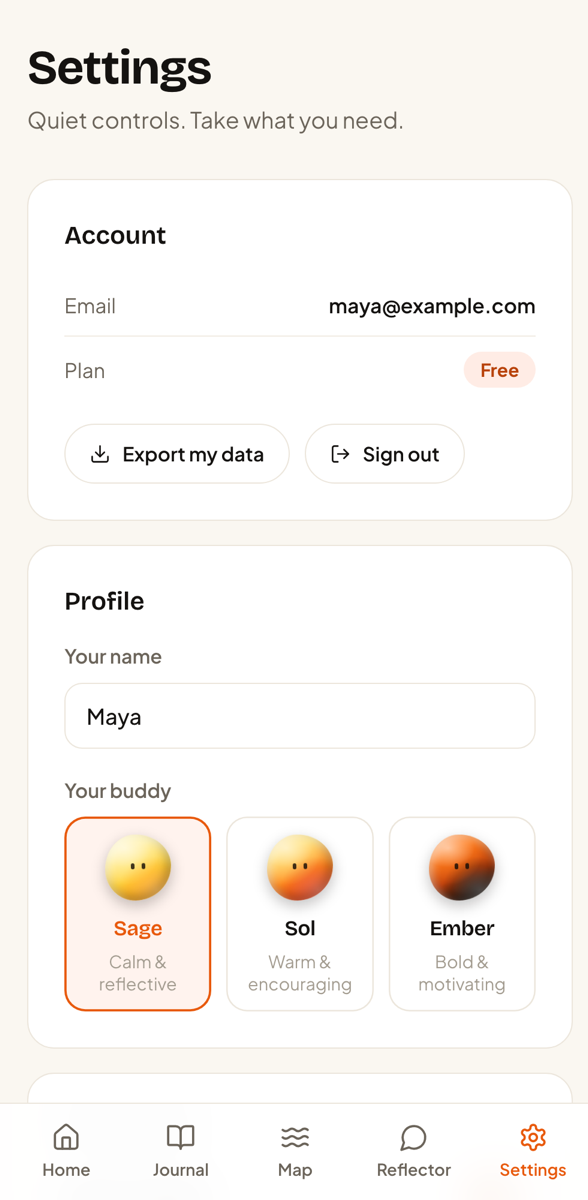 Settings
Quiet controls. Take what you need.
Account
Email maya@example.com
Plan Free
Export my data Sign out
Profile
Your name
Maya
Your buddy
Sage Sol Ember
Calm & Warm & Bold &
reflective encouraging motivating
Home Journal Map Reflector Settings